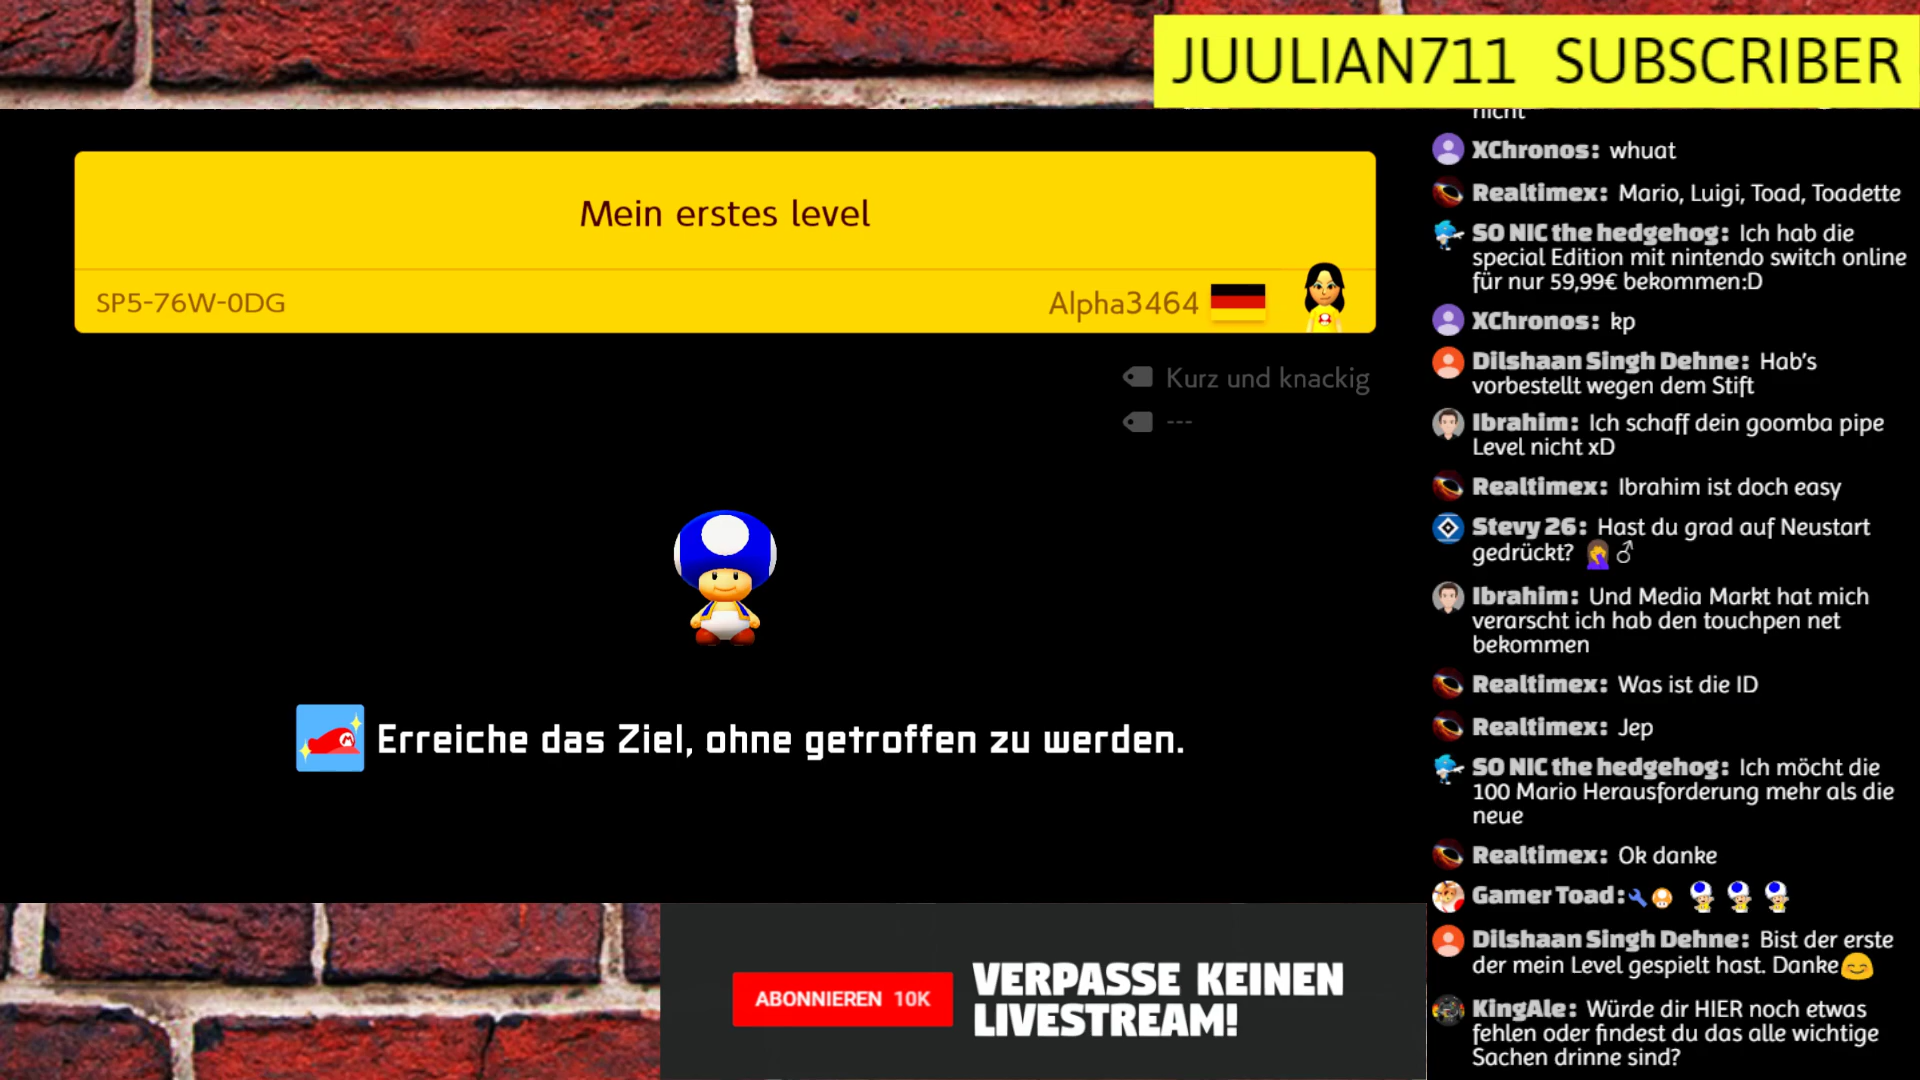 JUULIAN711 SUBSCRIBER
Mein erstes level
SP5-76W-0DG
Alpha3464
Kurz und knackig
---
Erreiche das Ziel, ohne getroffen zu werden.
ABONNIEREN 10K
VERPASSE KEINEN
LIVESTREAM!
nicht
XChronos: whuat
Realtimex: Mario, Luigi, Toad, Toadette
SO NIC the hedgehog: Ich hab die
special Edition mit nintendo switch online
für nur 59,99€ bekommen:D
XChronos: kp
Dilshaan Singh Dehne: Hab's
vorbestellt wegen dem Stift
Ibrahim: Ich schaff dein goomba pipe
Level nicht xD
Realtimex: Ibrahim ist doch easy
Stevy 26: Hast du grad auf Neustart
gedrückt? 🤦♂
Ibrahim: Und Media Markt hat mich
verarscht ich hab den touchpen net
bekommen
Realtimex: Was ist die ID
Realtimex: Jep
SO NIC the hedgehog: Ich möcht die
100 Mario Herausforderung mehr als die
neue
Realtimex: Ok danke
Gamer Toad:
Dilshaan Singh Dehne: Bist der erste
der mein Level gespielt hast. Danke😊
KingAle: Würde dir HIER noch etwas
fehlen oder findest du das alle wichtige
Sachen drinne sind?